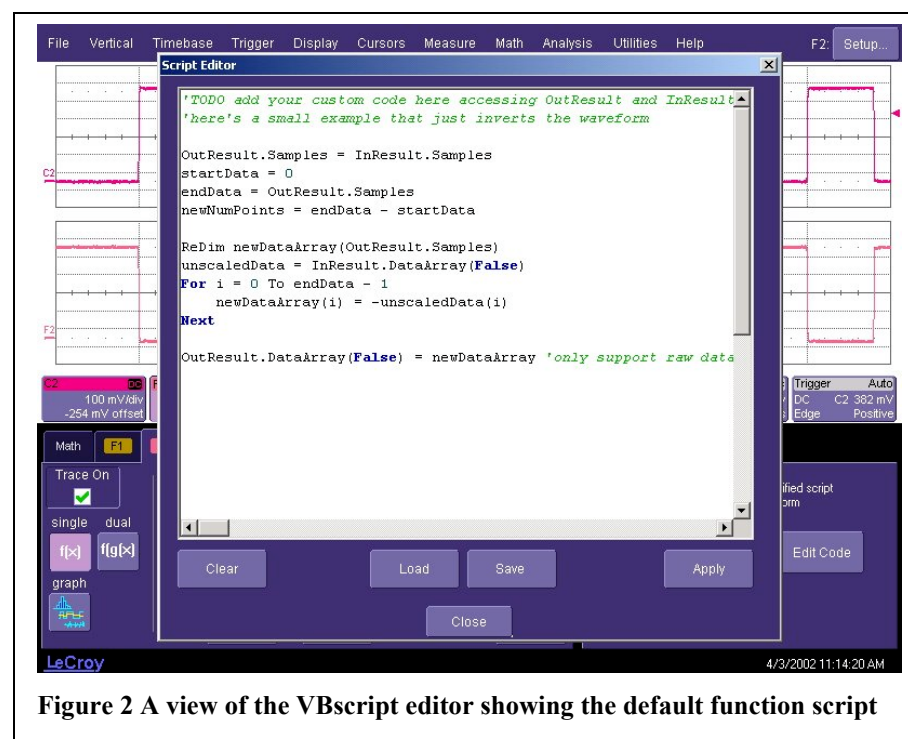 File Vertical Timebase Trigger Display Cursors Measure Math Analysis Utilities Help F2: Setup...
Script Editor
'TODO add your custom code here accessing OutResult and InResult
'here's a small example that just inverts the waveform
OutResult.Samples = InResult.Samples
startData = 0
endData = OutResult.Samples
newNumPoints = endData - startData
ReDim newDataArray(OutResult.Samples)
unscaledData = InResult.DataArray(False)
For i = 0 To endData - 1
newDataArray(i) = -unscaledData(i)
Next
OutResult.DataArray(False) = newDataArray 'only support raw data
C2
F2
C2 DC
100 mV/div
-254 mV offset
Trigger Auto
DC C2 382 mV
Edge Positive
Math F1
Trace On
single dual
f(x) f(g(x)
graph
ified script
orm
Edit Code
Clear Load Save Apply
Close
LeCroy 4/3/2002 11:14:20 AM
Figure 2 A view of the VBscript editor showing the default function script